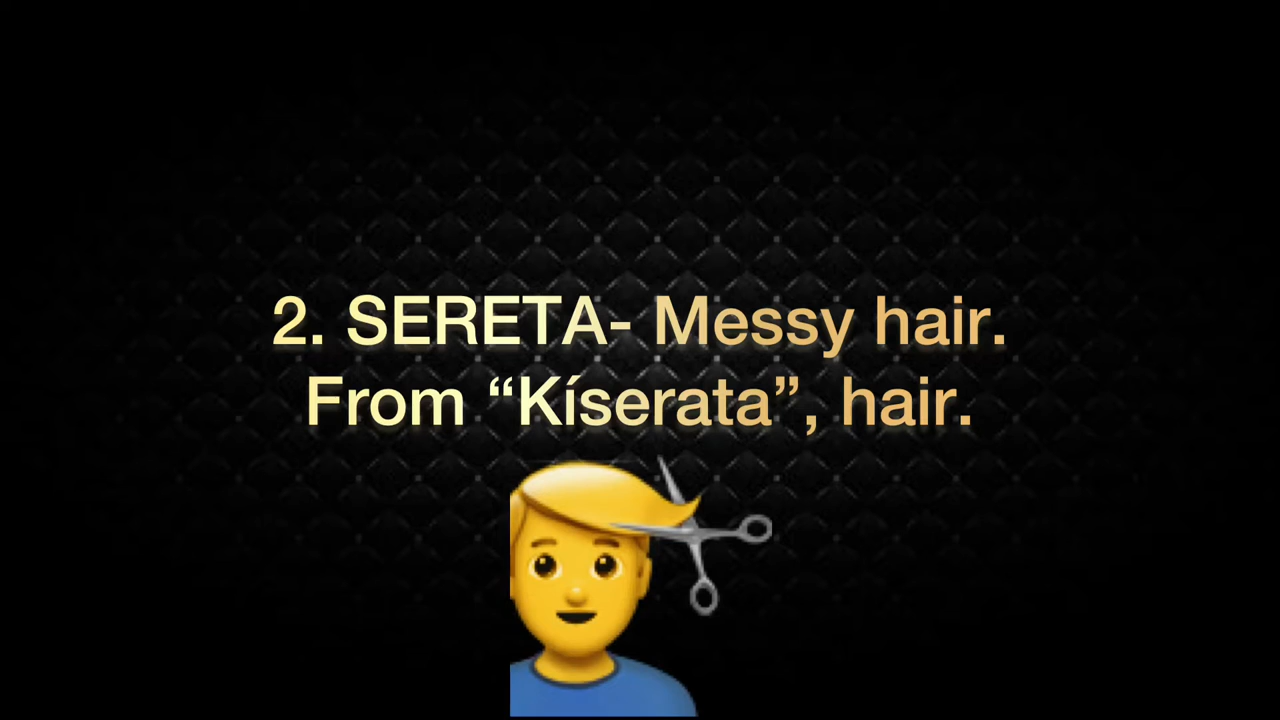 2. SERETA- Messy hair.
From “Kíserata”, hair.